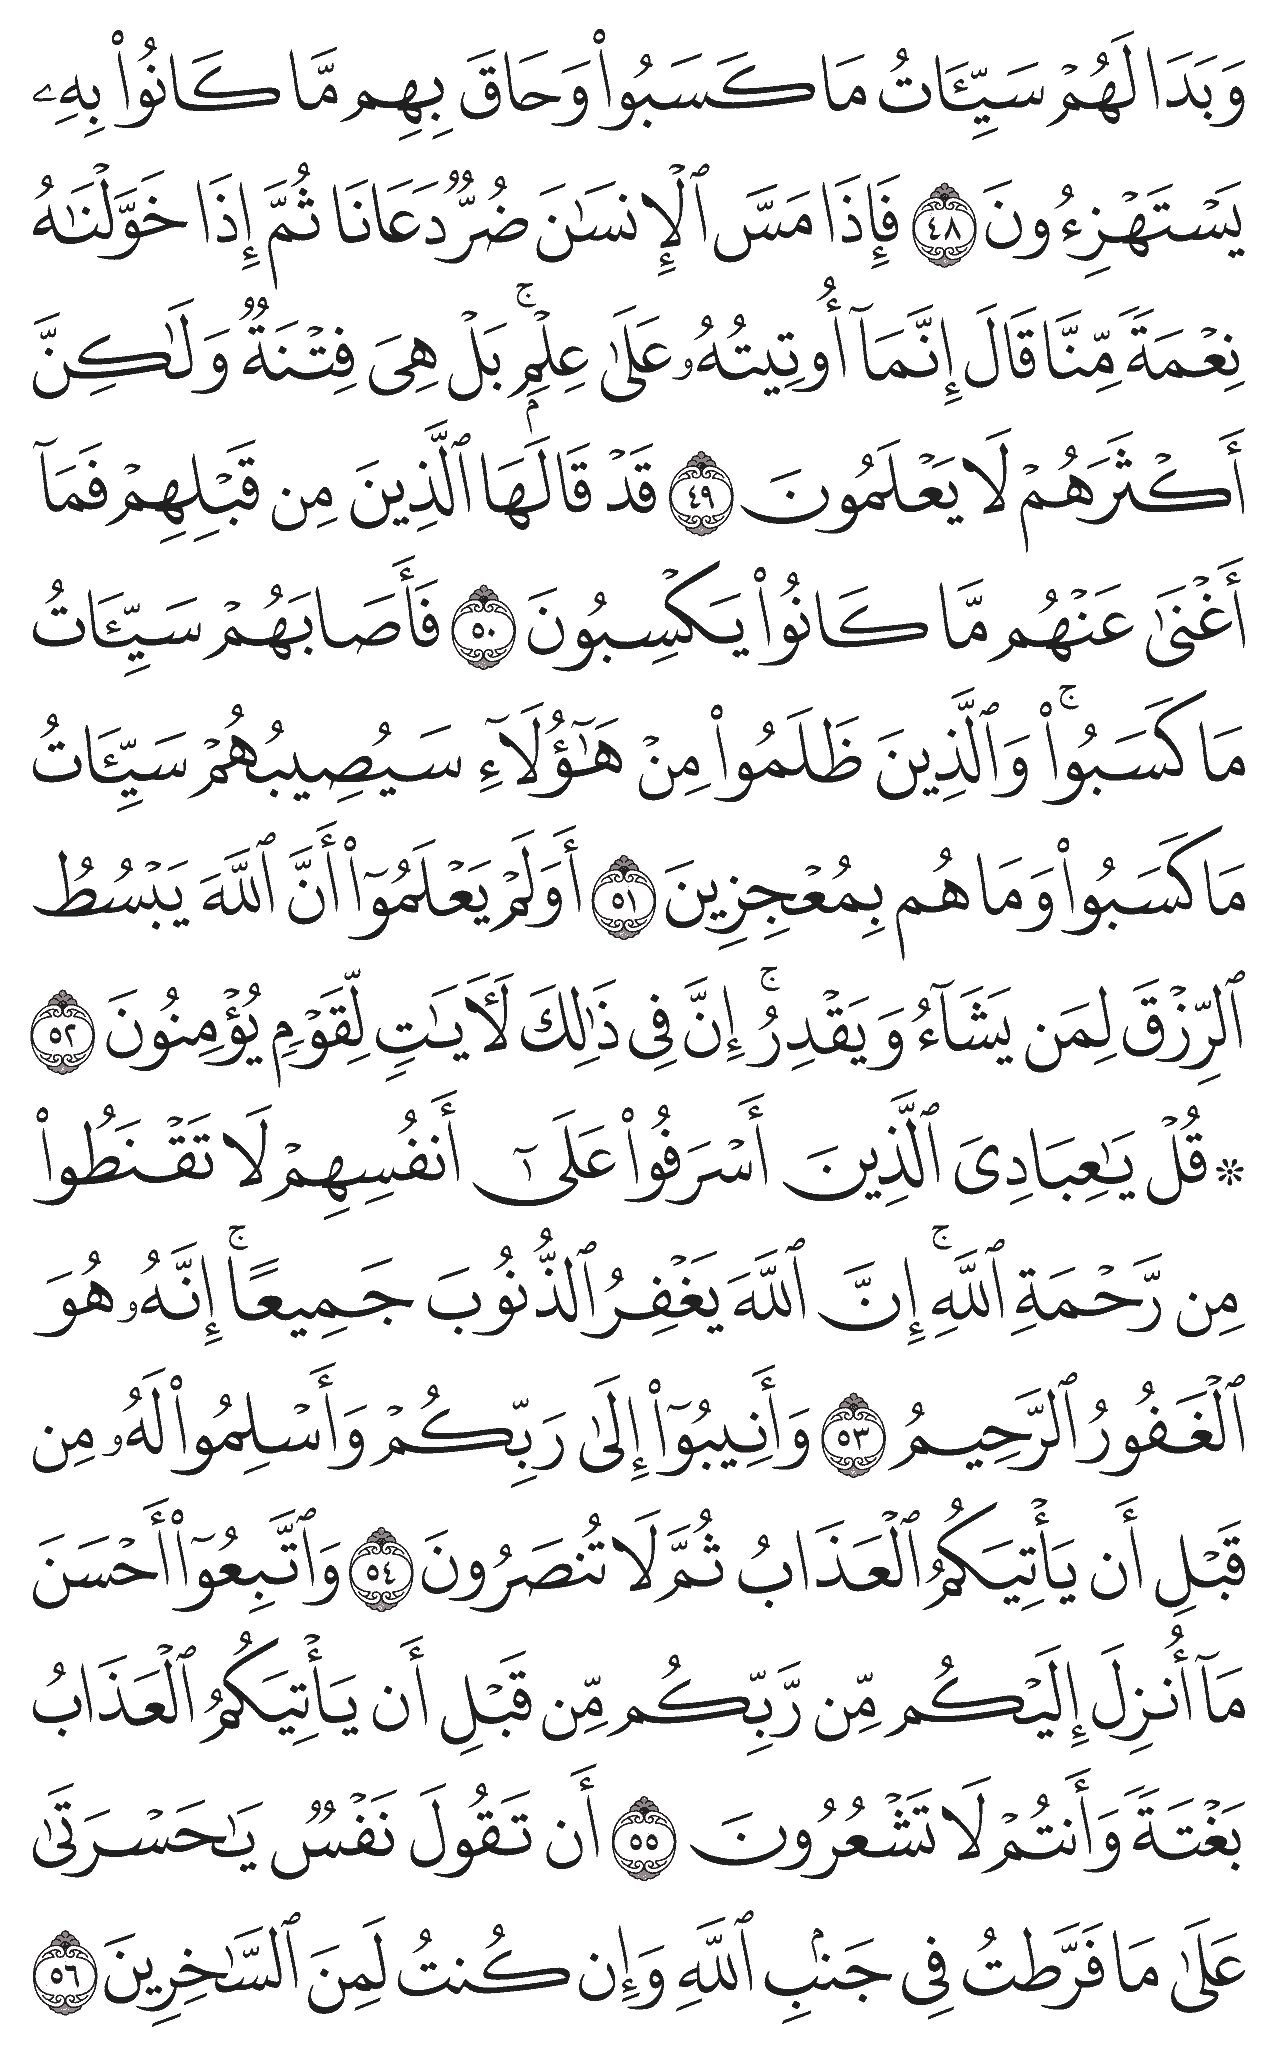 وَبَدَا لَهُمْ سَيِّـَٔاتُ مَا كَسَبُوا۟ وَحَاقَ بِهِم مَّا كَانُوا۟ بِهِۦ
يَسْتَهْزِءُونَ ٤٨ فَإِذَا مَسَّ ٱلْإِنسَـٰنَ ضُرٌّ دَعَانَا ثُمَّ إِذَا خَوَّلْنَـٰهُ
نِعْمَةً مِّنَّا قَالَ إِنَّمَآ أُوتِيتُهُۥ عَلَىٰ عِلْمٍۭ ۚ بَلْ هِىَ فِتْنَةٌ وَلَـٰكِنَّ
أَكْثَرَهُمْ لَا يَعْلَمُونَ ٤٩ قَدْ قَالَهَا ٱلَّذِينَ مِن قَبْلِهِمْ فَمَآ
أَغْنَىٰ عَنْهُم مَّا كَانُوا۟ يَكْسِبُونَ ٥٠ فَأَصَابَهُمْ سَيِّـَٔاتُ
مَا كَسَبُوا۟ ۚ وَٱلَّذِينَ ظَلَمُوا۟ مِنْ هَـٰٓؤُلَآءِ سَيُصِيبُهُمْ سَيِّـَٔاتُ
مَا كَسَبُوا۟ وَمَا هُم بِمُعْجِزِينَ ٥١ أَوَلَمْ يَعْلَمُوٓا۟ أَنَّ ٱللَّهَ يَبْسُطُ
ٱلرِّزْقَ لِمَن يَشَآءُ وَيَقْدِرُ ۚ إِنَّ فِى ذَٰلِكَ لَـَٔايَـٰتٍ لِّقَوْمٍ يُؤْمِنُونَ ٥٢
۞ قُلْ يَـٰعِبَادِىَ ٱلَّذِينَ أَسْرَفُوا۟ عَلَىٰٓ أَنفُسِهِمْ لَا تَقْنَطُوا۟
مِن رَّحْمَةِ ٱللَّهِ ۚ إِنَّ ٱللَّهَ يَغْفِرُ ٱلذُّنُوبَ جَمِيعًا ۚ إِنَّهُۥ هُوَ
ٱلْغَفُورُ ٱلرَّحِيمُ ٥٣ وَأَنِيبُوٓا۟ إِلَىٰ رَبِّكُمْ وَأَسْلِمُوا۟ لَهُۥ مِن
قَبْلِ أَن يَأْتِيَكُمُ ٱلْعَذَابُ ثُمَّ لَا تُنصَرُونَ ٥٤ وَٱتَّبِعُوٓا۟ أَحْسَنَ
مَآ أُنزِلَ إِلَيْكُم مِّن رَّبِّكُم مِّن قَبْلِ أَن يَأْتِيَكُمُ ٱلْعَذَابُ
بَغْتَةً وَأَنتُمْ لَا تَشْعُرُونَ ٥٥ أَن تَقُولَ نَفْسٌ يَـٰحَسْرَتَىٰ
عَلَىٰ مَا فَرَّطتُ فِى جَنۢبِ ٱللَّهِ وَإِن كُنتُ لَمِنَ ٱلسَّـٰخِرِينَ ٥٦